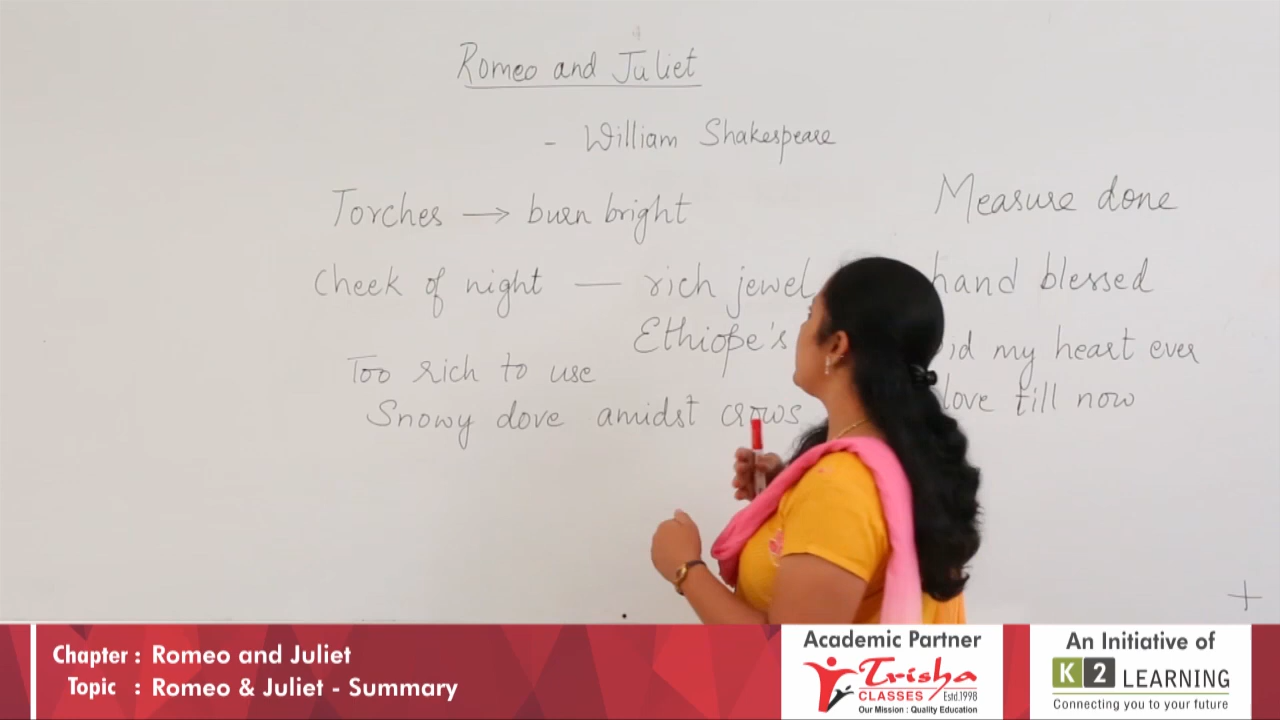 Romeo and Juliet
- William Shakespeare
Torches → burn bright
Cheek of night — rich jewel
Ethiope's
Too rich to use
Snowy dove amidst crows
Measure done
hand blessed
id my heart ever
love till now
Chapter : Romeo and Juliet
Topic : Romeo & Juliet - Summary
Academic Partner
Trisha
CLASSES Estd.1998
Our Mission : Quality Education
An Initiative of
K2 LEARNING
Connecting you to your future